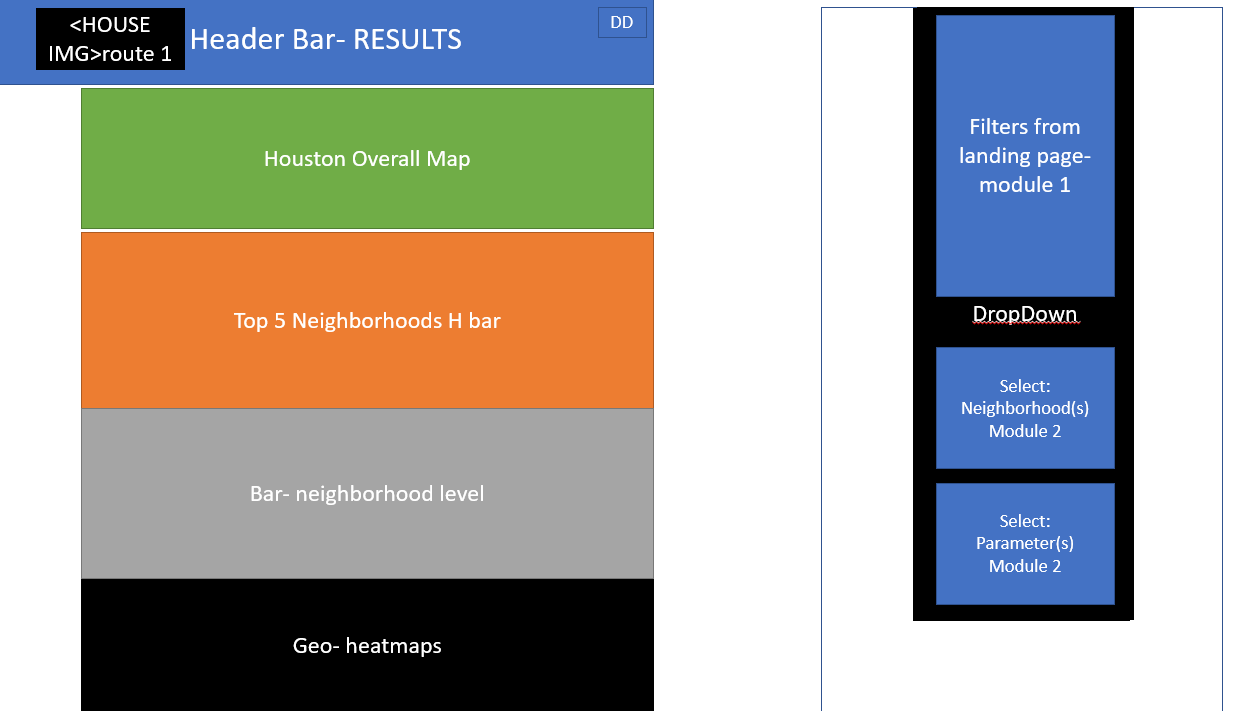 <HOUSE
IMG>route 1
Header Bar- RESULTS
DD
Houston Overall Map
Top 5 Neighborhoods H bar
Bar- neighborhood level
Geo- heatmaps
Filters from
landing page-
module 1
DropDown
Select:
Neighborhood(s)
Module 2
Select:
Parameter(s)
Module 2